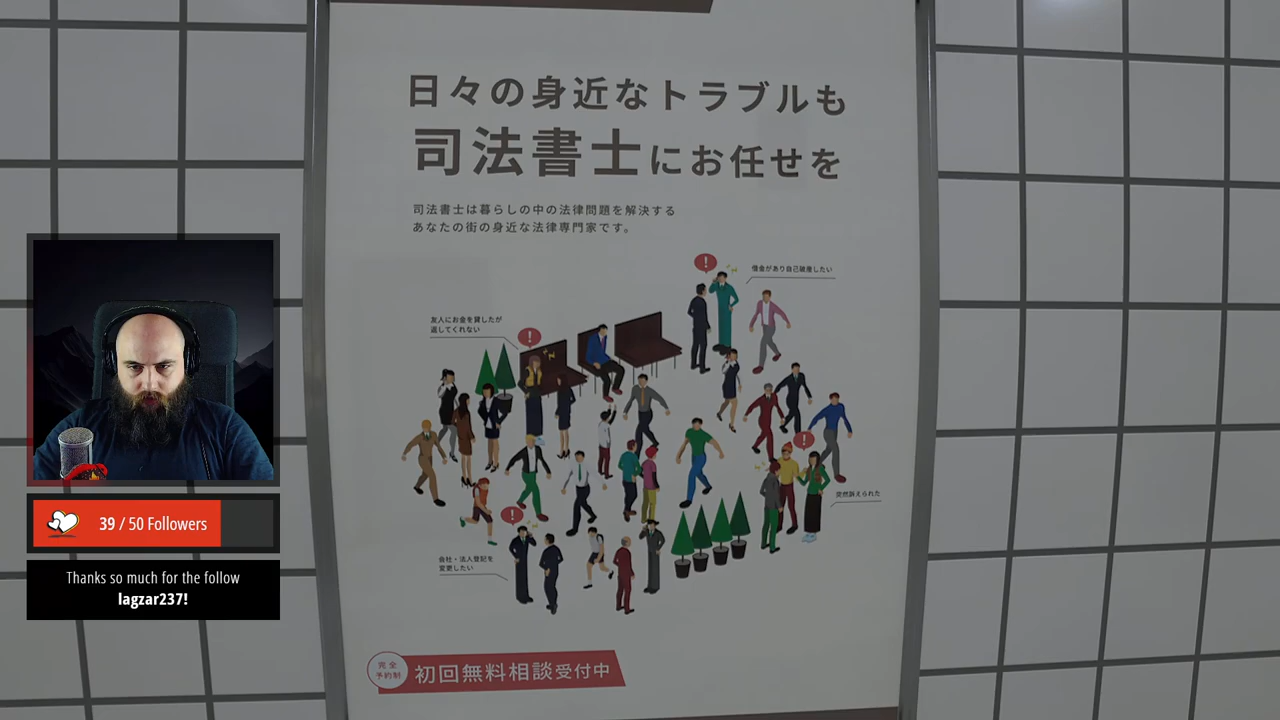 日々の身近なトラブルも
司法書士にお任せを
司法書士は暮らしの中の法律問題を解決する
あなたの街の身近な法律専門家です。
借金があり自己破産したい
友人にお金を貸したが
返してくれない
突然訴えられた
会社・法人登記を
変更したい
完全
予約制
初回無料相談受付中
39 / 50 Followers
Thanks so much for the follow
lagzar237!